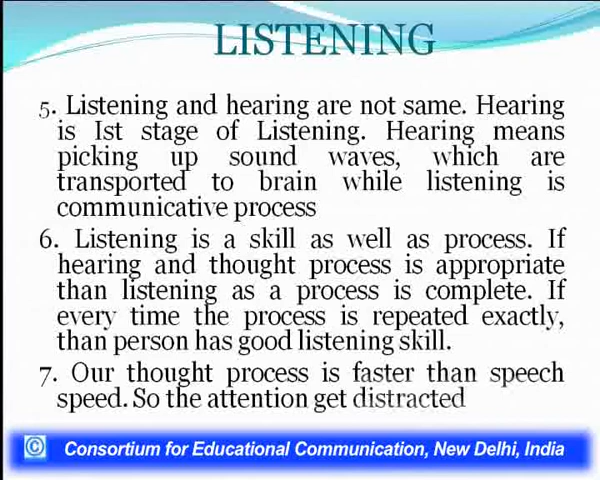 LISTENING
5. Listening and hearing are not same. Hearing
is Ist stage of Listening. Hearing means
picking up sound waves, which are
transported to brain while listening is
communicative process
6. Listening is a skill as well as process. If
hearing and thought process is appropriate
than listening as a process is complete. If
every time the process is repeated exactly,
than person has good listening skill.
7. Our thought process is faster than speech
speed. So the attention get distracted
© Consortium for Educational Communication, New Delhi, India